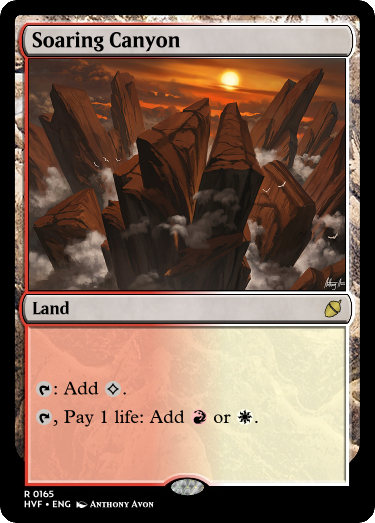 Soaring Canyon
Land
: Add .
, Pay 1 life: Add or .
R 0165
HVF • ENG Anthony Avon